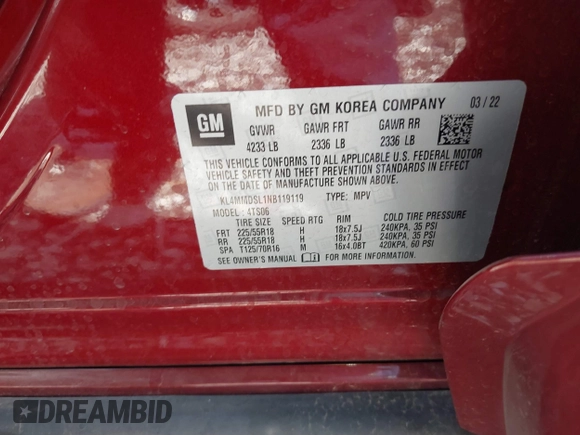 GM MFD BY GM KOREA COMPANY 03 / 22
GVWR GAWR FRT GAWR RR
4233 LB 2336 LB 2336 LB
THIS VEHICLE CONFORMS TO ALL APPLICABLE U.S. FEDERAL MOTOR
VEHICLE SAFETY AND THEFT PREVENTION STANDARDS IN EFFECT
ON THE DATE OF MANUFACTURE SHOWN ABOVE.
KL4MMDSL1NB119119 TYPE: MPV
MODEL: 4TS06
TIRE SIZE SPEED RTG RIM COLD TIRE PRESSURE
FRT 225/55R18 H 18x7.5J 240KPA, 35 PSI
RR 225/55R18 H 18x7.5J 240KPA, 35 PSI
SPA T125/70R16 M 16x4.0BT 420KPA, 60 PSI
SEE OWNER'S MANUAL FOR MORE INFORMATION.
DREAMBID